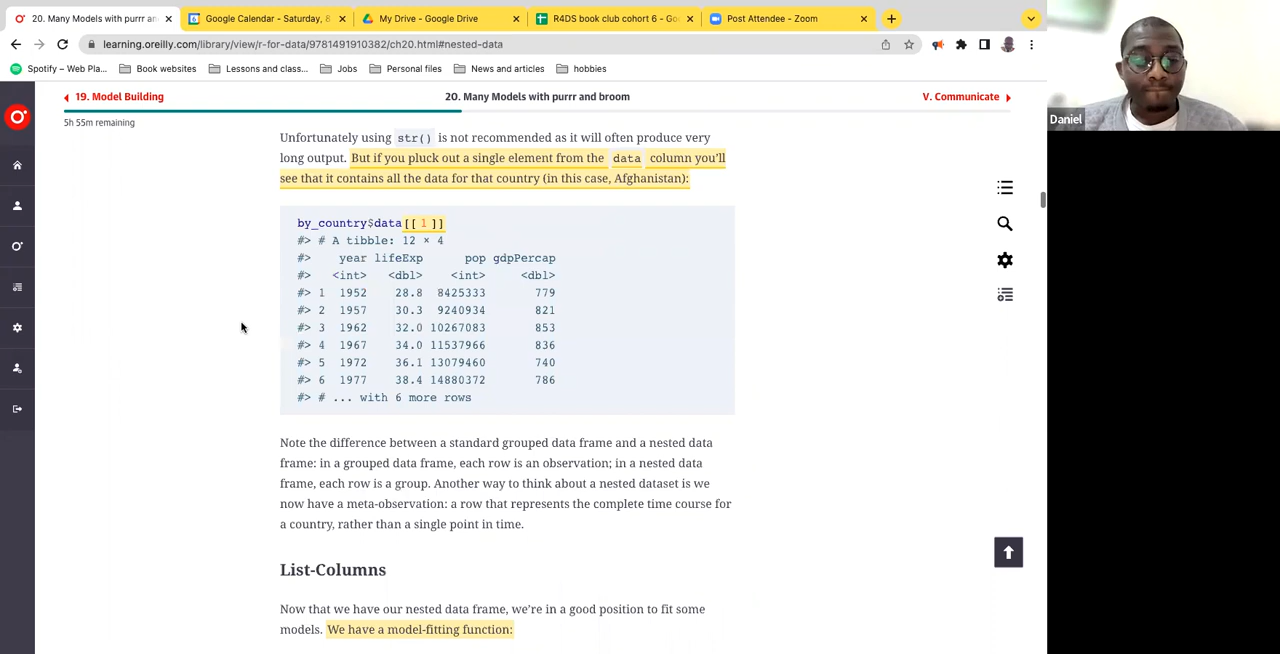 20. Many Models with purrr an
Google Calendar - Saturday, 8
My Drive - Google Drive
R4DS book club cohort 6 - Goo
Post Attendee - Zoom
learning.oreilly.com/library/view/r-for-data/9781491910382/ch20.html#nested-data
Spotify – Web Pla...
Book websites
Lessons and class...
Jobs
Personal files
News and articles
hobbies
19. Model Building
20. Many Models with purrr and broom
V. Communicate
5h 55m remaining
Daniel
Unfortunately using str() is not recommended as it will often produce very
long output. But if you pluck out a single element from the data column you'll
see that it contains all the data for that country (in this case, Afghanistan):
by_country$data[[1]]
#> # A tibble: 12 × 4
#> year lifeExp pop gdpPercap
#> <int> <dbl> <int> <dbl>
#> 1 1952 28.8 8425333 779
#> 2 1957 30.3 9240934 821
#> 3 1962 32.0 10267083 853
#> 4 1967 34.0 11537966 836
#> 5 1972 36.1 13079460 740
#> 6 1977 38.4 14880372 786
#> # ... with 6 more rows
Note the difference between a standard grouped data frame and a nested data
frame: in a grouped data frame, each row is an observation; in a nested data
frame, each row is a group. Another way to think about a nested dataset is we
now have a meta-observation: a row that represents the complete time course for
a country, rather than a single point in time.
List-Columns
Now that we have our nested data frame, we're in a good position to fit some
models. We have a model-fitting function: